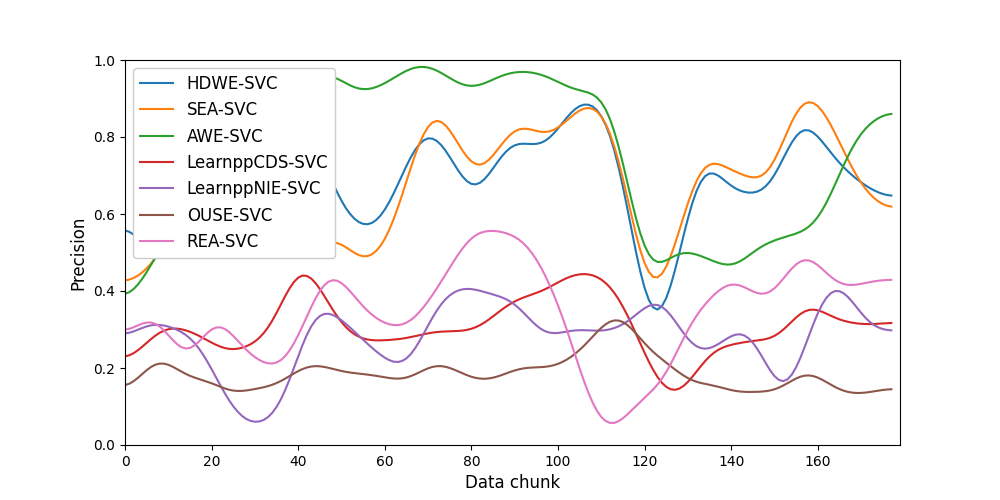 1.0
0.8
0.6
0.4
0.2
0.0
Precision
HDWE-SVC
SEA-SVC
AWE-SVC
LearnppCDS-SVC
LearnppNIE-SVC
OUSE-SVC
REA-SVC
0 20 40 60 80 100 120 140 160
Data chunk